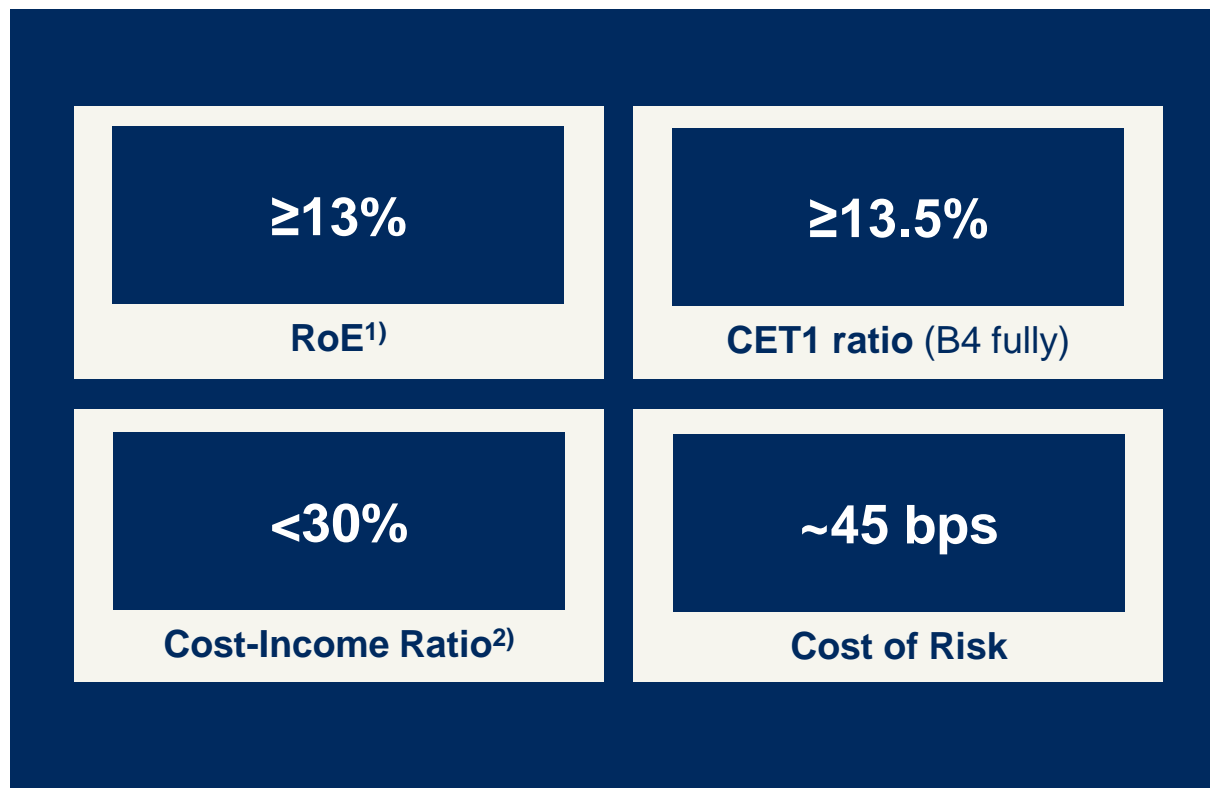 ≥13%
RoE¹⁾
≥13.5%
CET1 ratio (B4 fully)
<30%
Cost-Income Ratio²⁾
~45 bps
Cost of Risk